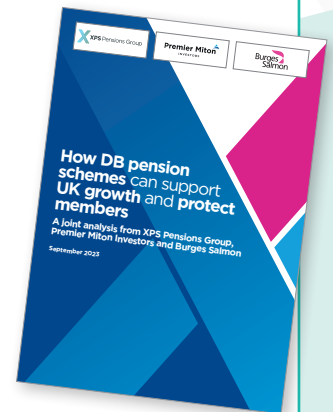 XPS Pensions Group
Premier Miton
INVESTORS
Burges
Salmon
How DB pension
schemes can support
UK growth and protect
members
A joint analysis from XPS Pensions Group,
Premier Miton Investors and Burges Salmon
September 2023